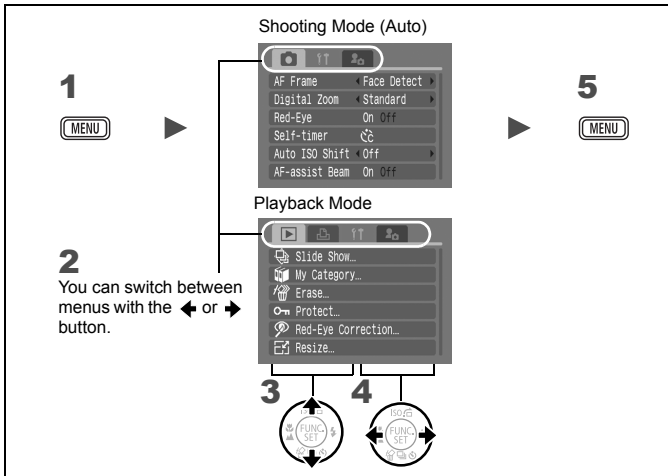 Shooting Mode (Auto)
1
MENU
AF Frame Face Detect
Digital Zoom Standard
Red-Eye On Off
Self-timer
Auto ISO Shift Off
AF-assist Beam On Off
5
MENU
Playback Mode
2
You can switch between
menus with the ← or →
button.
Slide Show...
My Category...
Erase...
Protect...
Red-Eye Correction...
Resize...
3
FUNC.
SET
4
ISO
FUNC.
SET